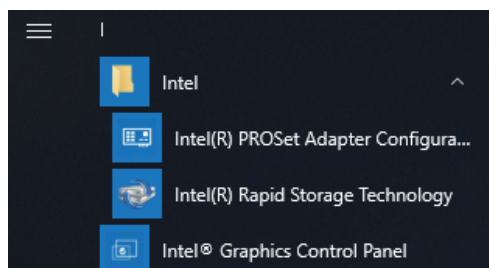 I
Intel
Intel(R) PROSet Adapter Configura...
Intel(R) Rapid Storage Technology
Intel® Graphics Control Panel